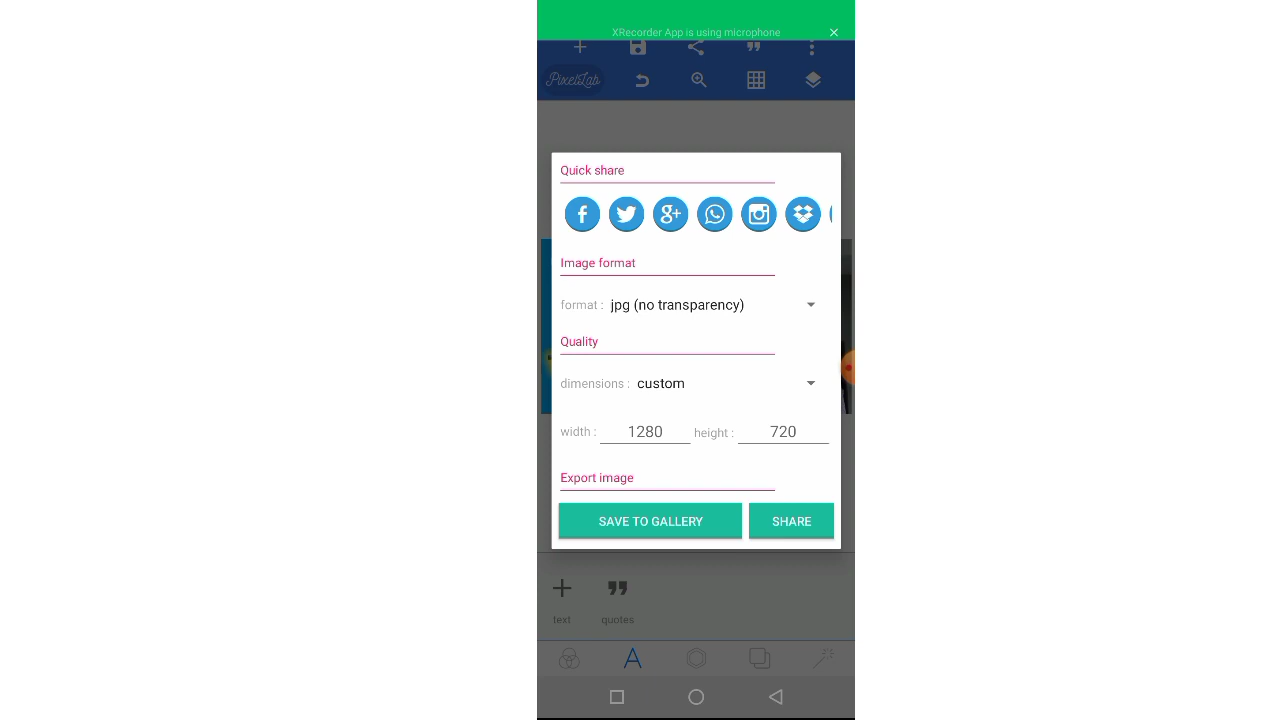 XRecorder App is using microphone
PixelLab
Quick share
Image format
format : jpg (no transparency)
Quality
dimensions : custom
width : 1280 height : 720
Export image
SAVE TO GALLERY SHARE
text quotes